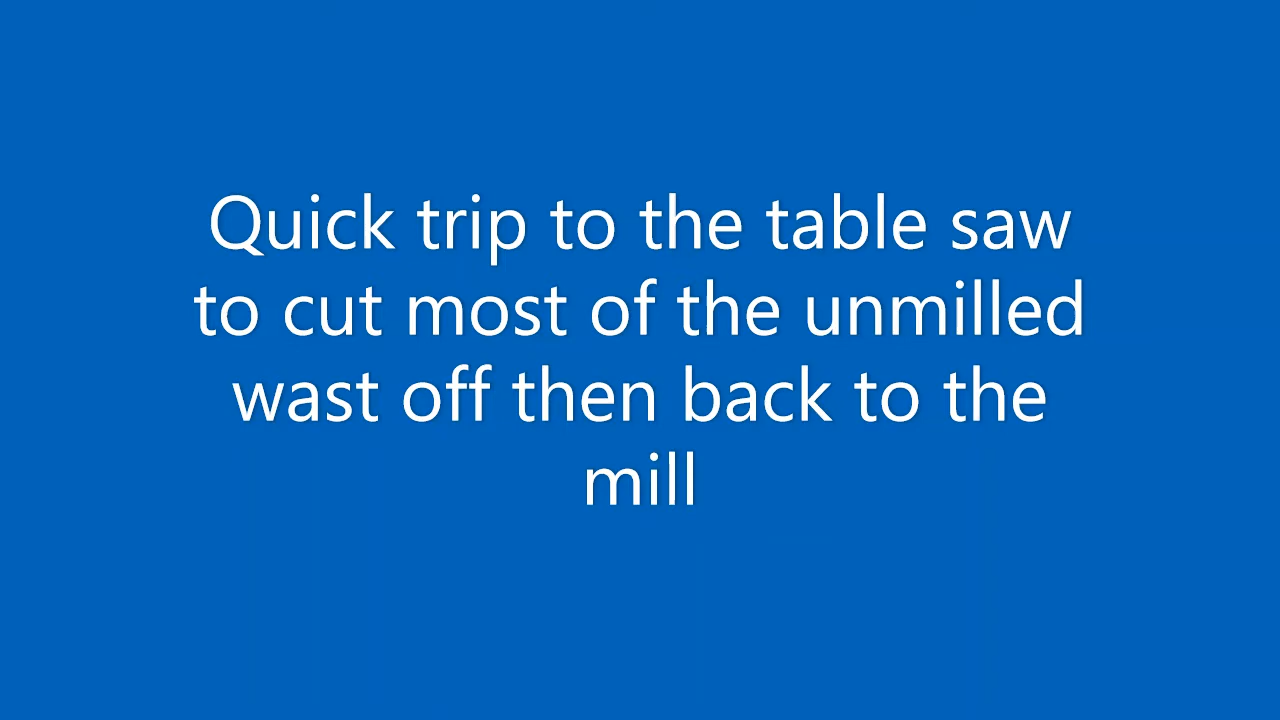 Quick trip to the table saw
to cut most of the unmilled
wast off then back to the
mill